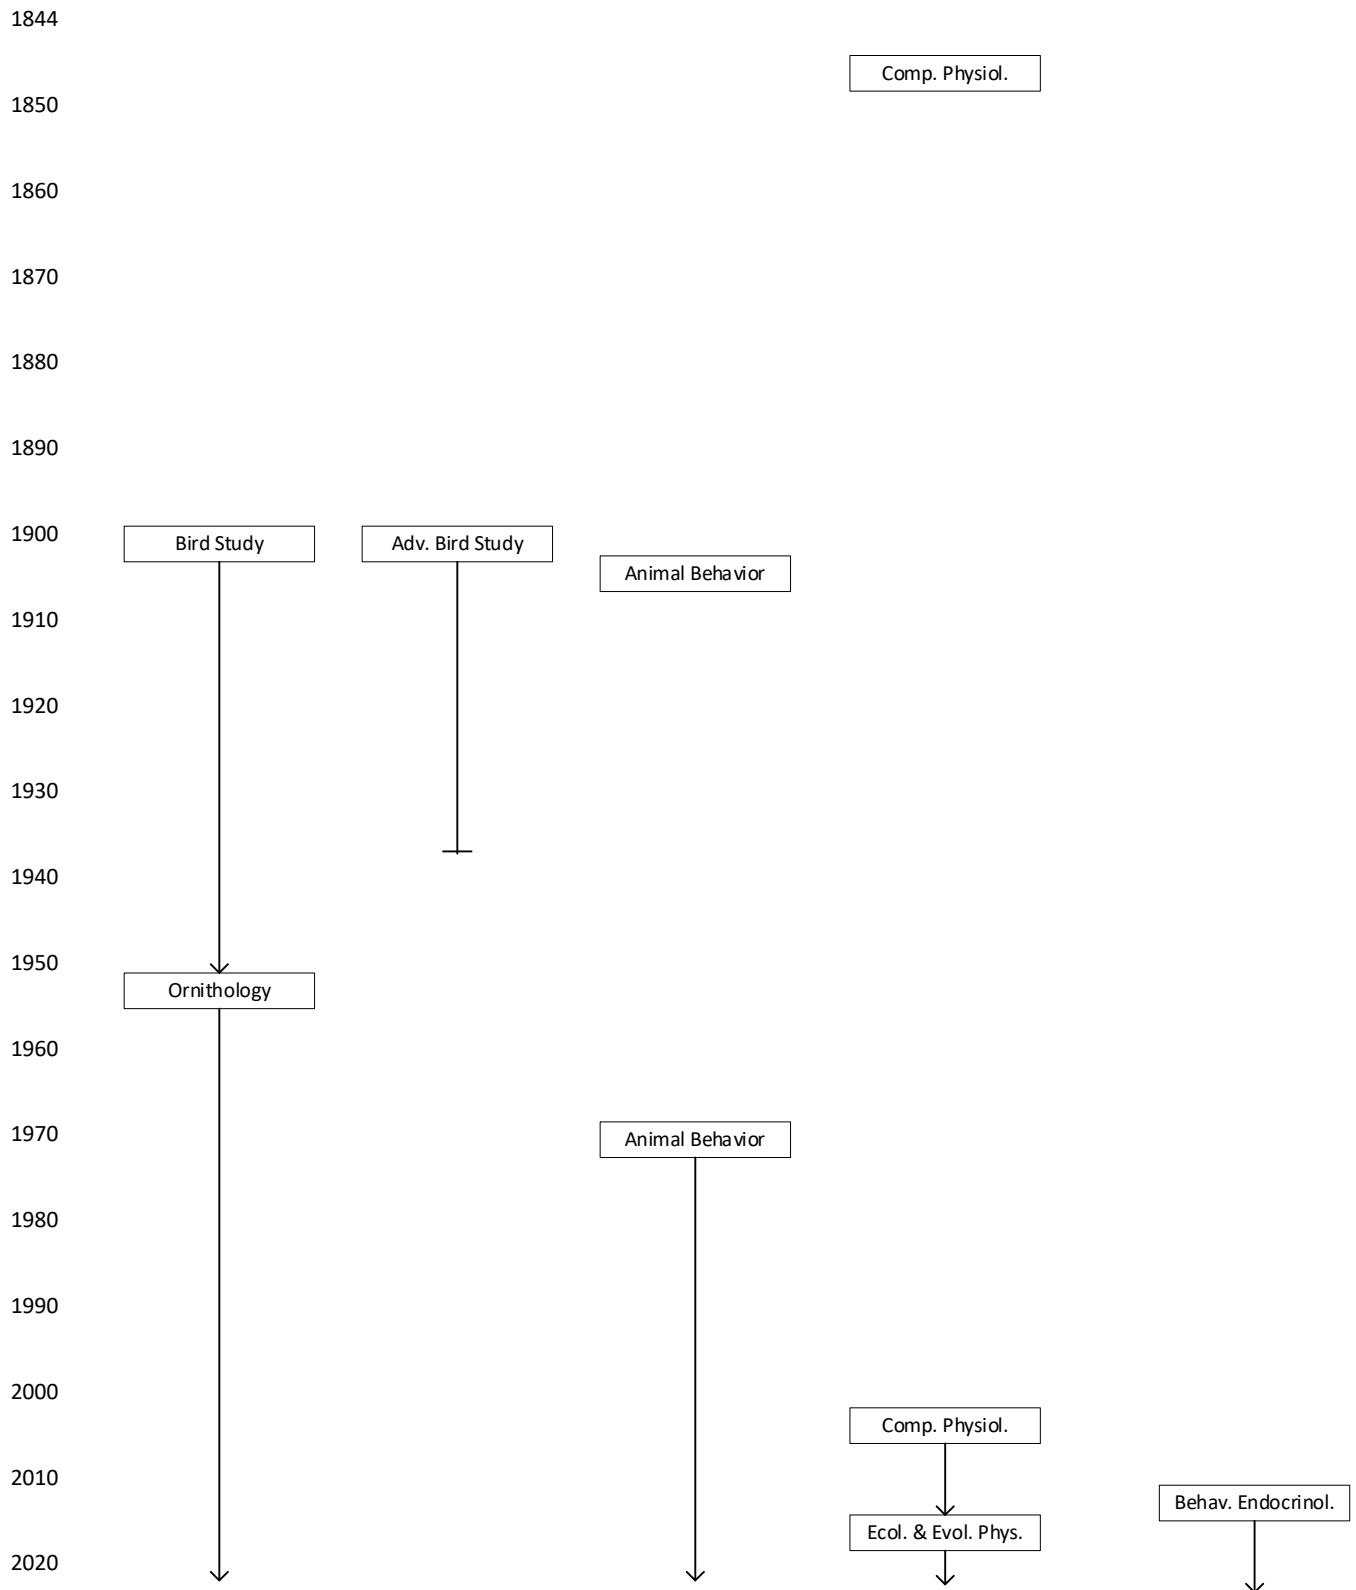 1844
Comp. Physiol.
1850
1860
1870
1880
1890
1900
Bird Study
Adv. Bird Study
Animal Behavior
1910
1920
1930
1940
1950
Ornithology
1960
1970
Animal Behavior
1980
1990
2000
Comp. Physiol.
2010
Behav. Endocrinol.
Ecol. & Evol. Phys.
2020